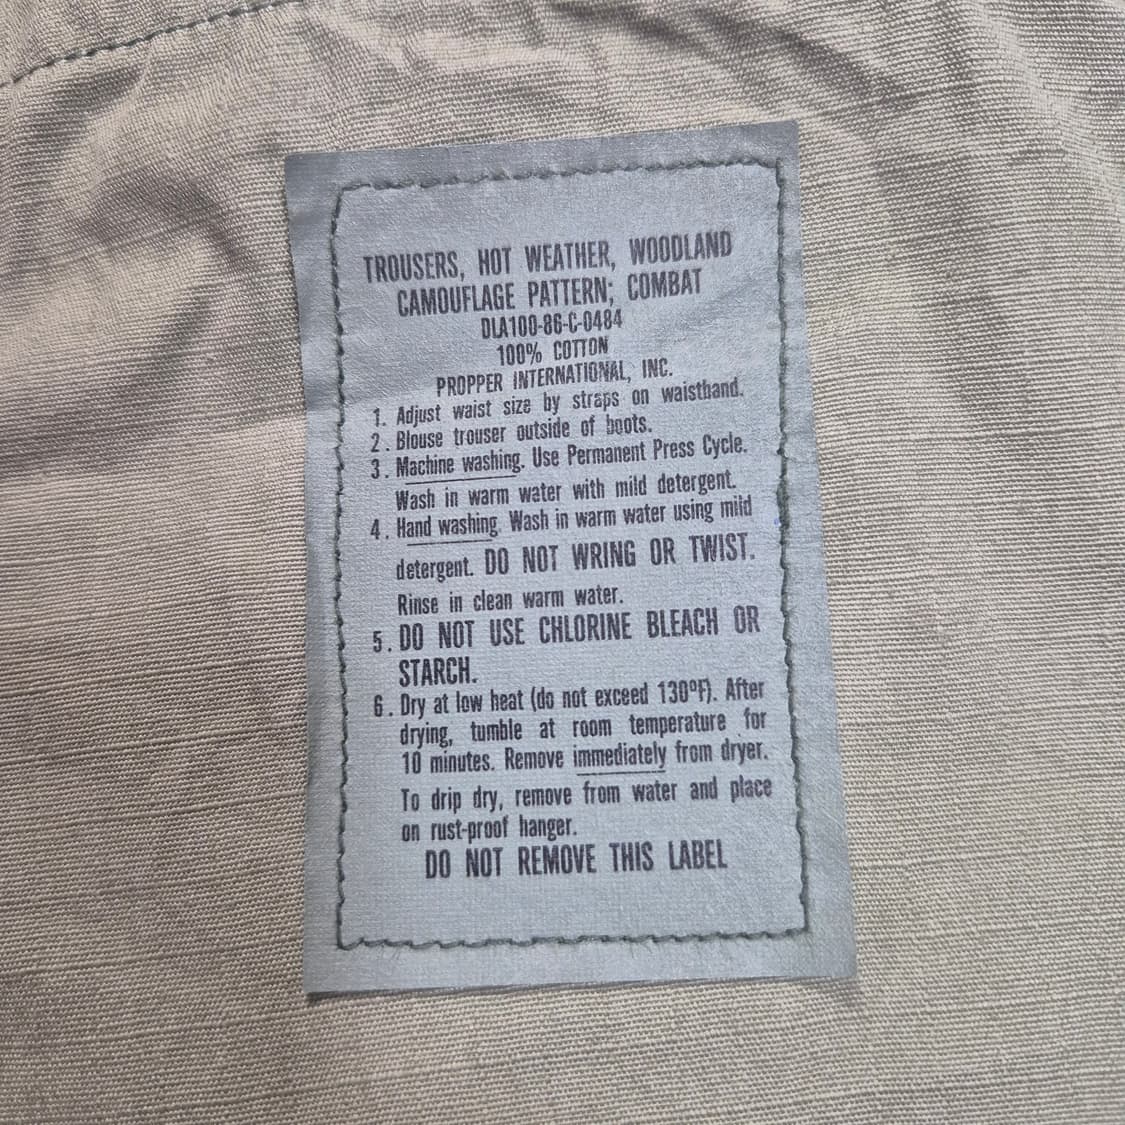 TROUSERS, HOT WEATHER, WOODLAND
CAMOUFLAGE PATTERN; COMBAT
DLA100-86-C-0484
100% COTTON
PROPPER INTERNATIONAL, INC.
1. Adjust waist size by straps on waistband.
2. Blouse trouser outside of boots.
3. Machine washing. Use Permanent Press Cycle.
Wash in warm water with mild detergent.
4. Hand washing. Wash in warm water using mild
detergent. DO NOT WRING OR TWIST.
Rinse in clean warm water.
5. DO NOT USE CHLORINE BLEACH OR
STARCH.
6. Dry at low heat (do not exceed 130ºF). After
drying, tumble at room temperature for
10 minutes. Remove immediately from dryer.
To drip dry, remove from water and place
on rust-proof hanger.
DO NOT REMOVE THIS LABEL